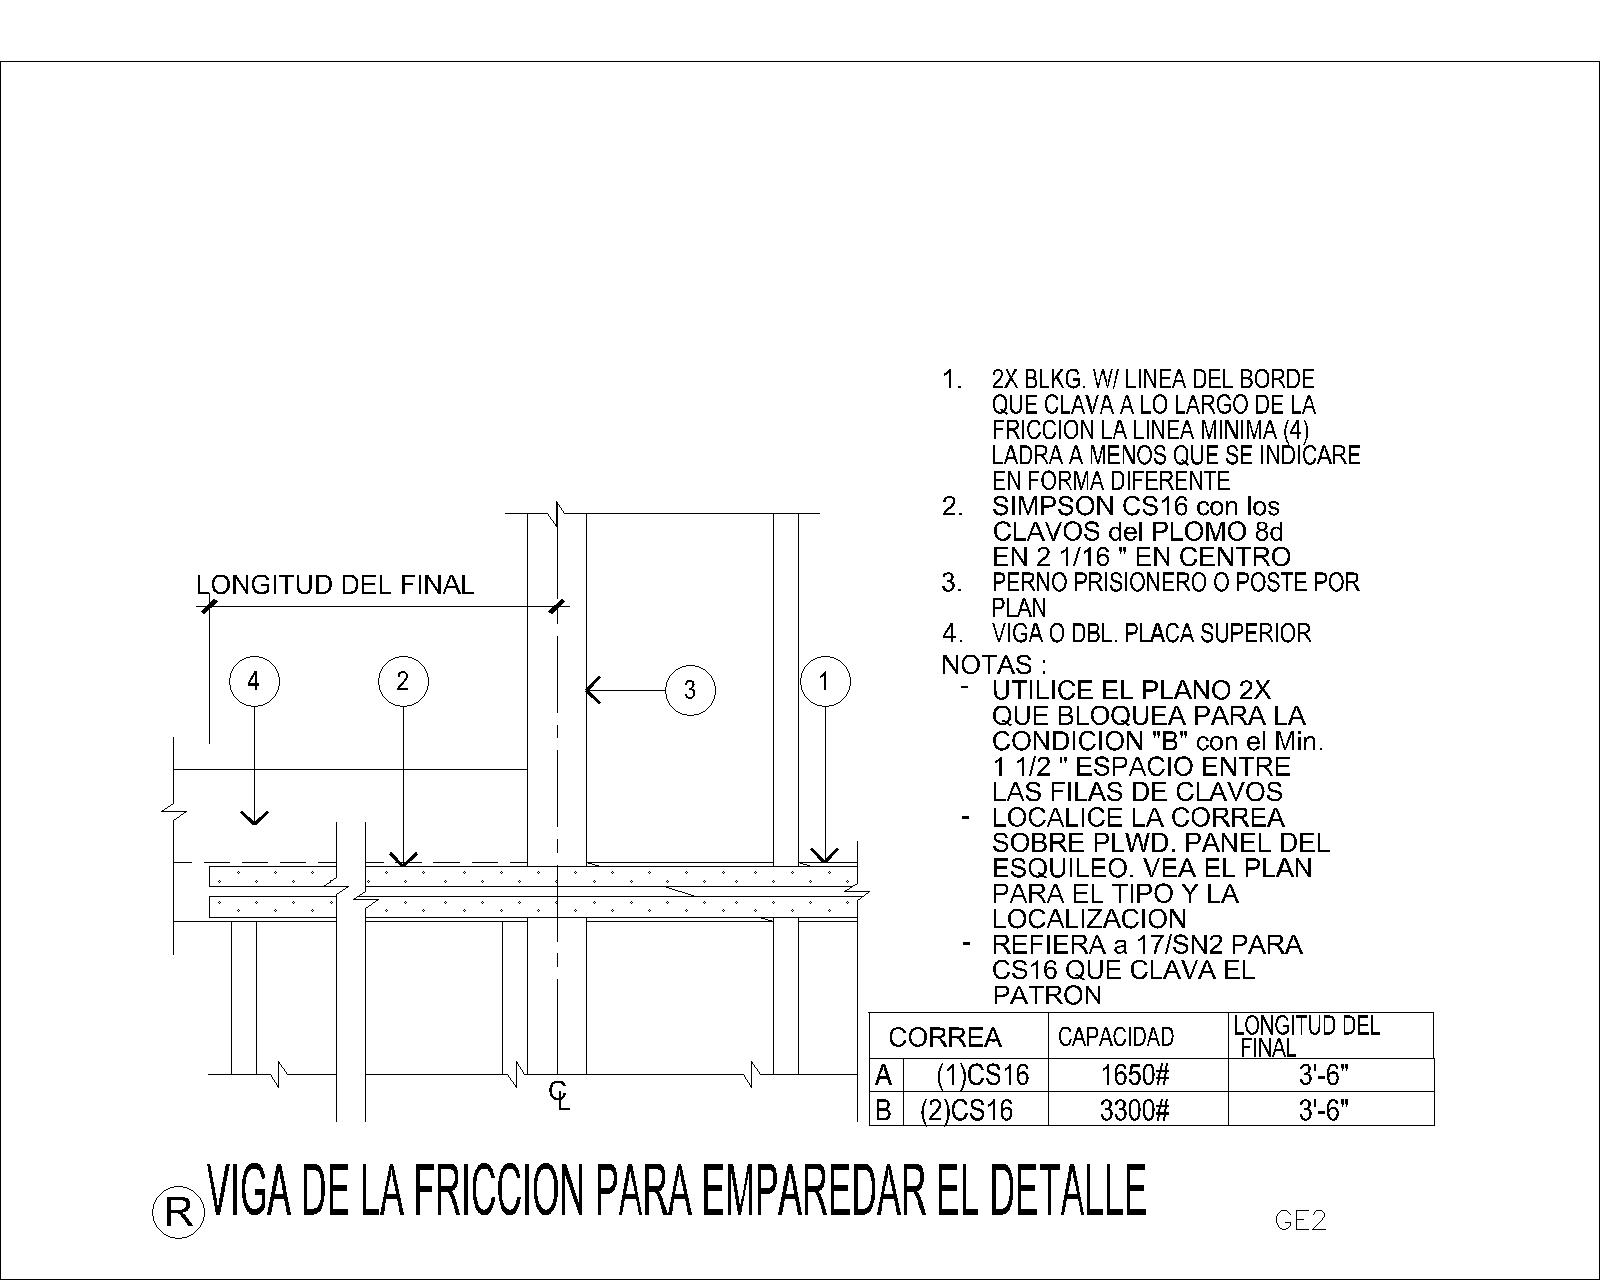 LONGITUD DEL FINAL
4
2
3
1
C L
1. 2X BLKG. W/ LINEA DEL BORDE
QUE CLAVA A LO LARGO DE LA
FRICCION LA LINEA MINIMA (4)
LADRA A MENOS QUE SE INDICARE
EN FORMA DIFERENTE
2. SIMPSON CS16 con los
CLAVOS del PLOMO 8d
EN 2 1/16 " EN CENTRO
3. PERNO PRISIONERO O POSTE POR
PLAN
4. VIGA O DBL. PLACA SUPERIOR
NOTAS :
- UTILICE EL PLANO 2X
QUE BLOQUEA PARA LA
CONDICION "B" con el Min.
1 1/2 " ESPACIO ENTRE
LAS FILAS DE CLAVOS
- LOCALICE LA CORREA
SOBRE PLWD. PANEL DEL
ESQUILEO. VEA EL PLAN
PARA EL TIPO Y LA
LOCALIZACION
- REFIERA a 17/SN2 PARA
CS16 QUE CLAVA EL
PATRON
CORREA CAPACIDAD LONGITUD DEL
FINAL
A (1)CS16 1650# 3'-6"
B (2)CS16 3300# 3'-6"
R VIGA DE LA FRICCION PARA EMPAREDAR EL DETALLE
GE2